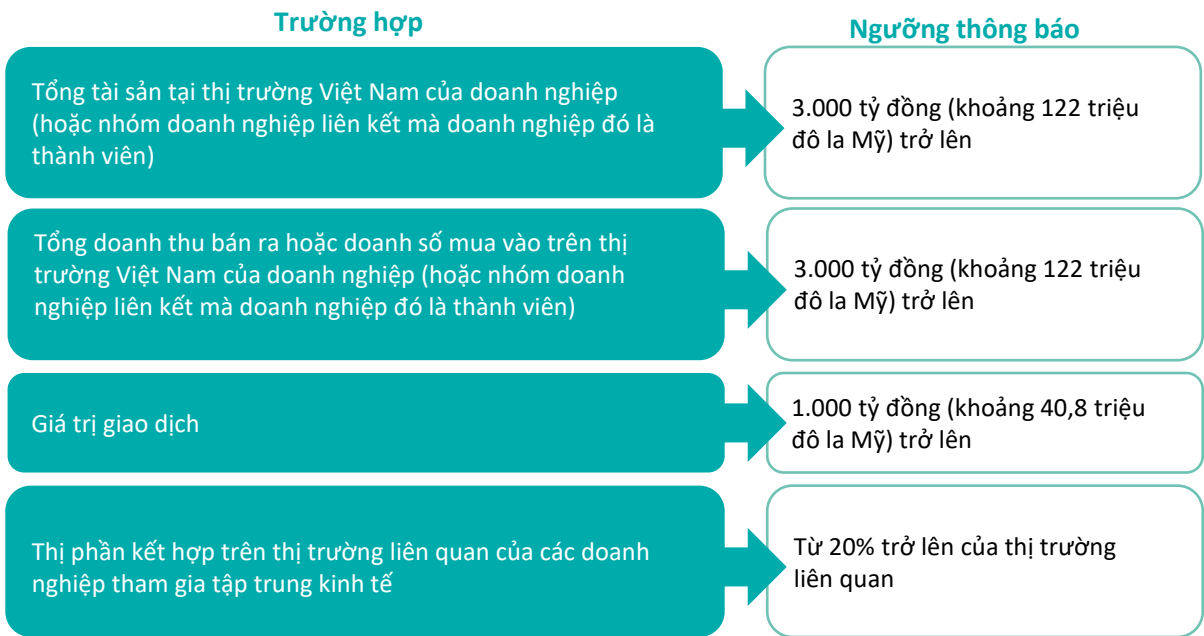 Trường hợp
Ngưỡng thông báo
Tổng tài sản tại thị trường Việt Nam của doanh nghiệp
(hoặc nhóm doanh nghiệp liên kết mà doanh nghiệp đó là
thành viên)
3.000 tỷ đồng (khoảng 122 triệu
đô la Mỹ) trở lên
Tổng doanh thu bán ra hoặc doanh số mua vào trên thị
trường Việt Nam của doanh nghiệp (hoặc nhóm doanh
nghiệp liên kết mà doanh nghiệp đó là thành viên)
3.000 tỷ đồng (khoảng 122 triệu
đô la Mỹ) trở lên
Giá trị giao dịch
1.000 tỷ đồng (khoảng 40,8 triệu
đô la Mỹ) trở lên
Thị phần kết hợp trên thị trường liên quan của các doanh
nghiệp tham gia tập trung kinh tế
Từ 20% trở lên của thị trường
liên quan